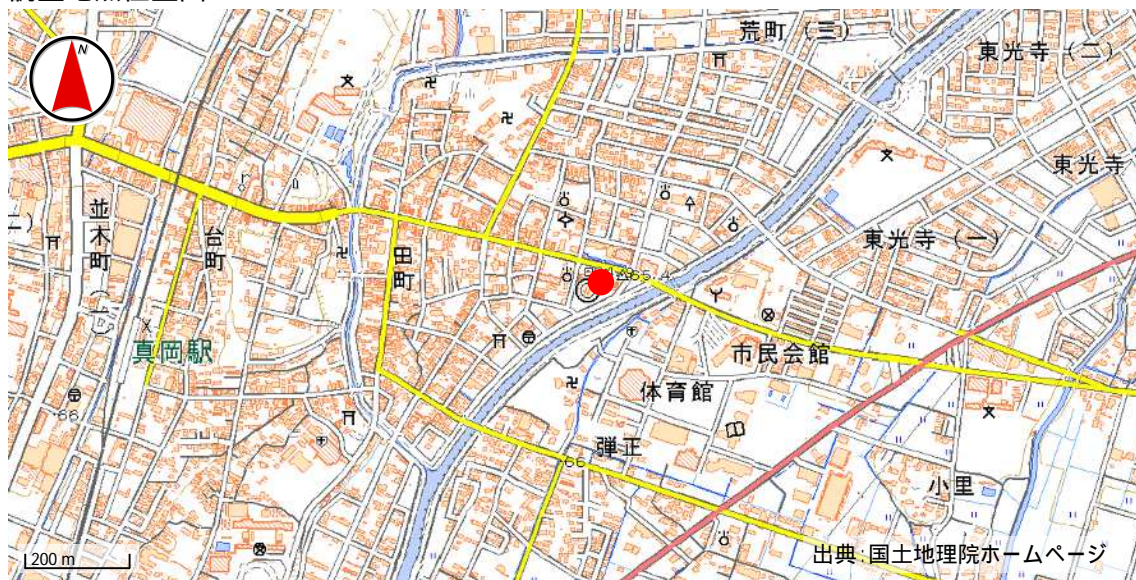 荒町(三)
東光寺(二)
東光寺
N
並木町
台町
田町
東光寺(一)
65.4
真岡駅
市民会館
体育館
弾正
小里
66
66
200 m
出典:国土地理院ホームページ